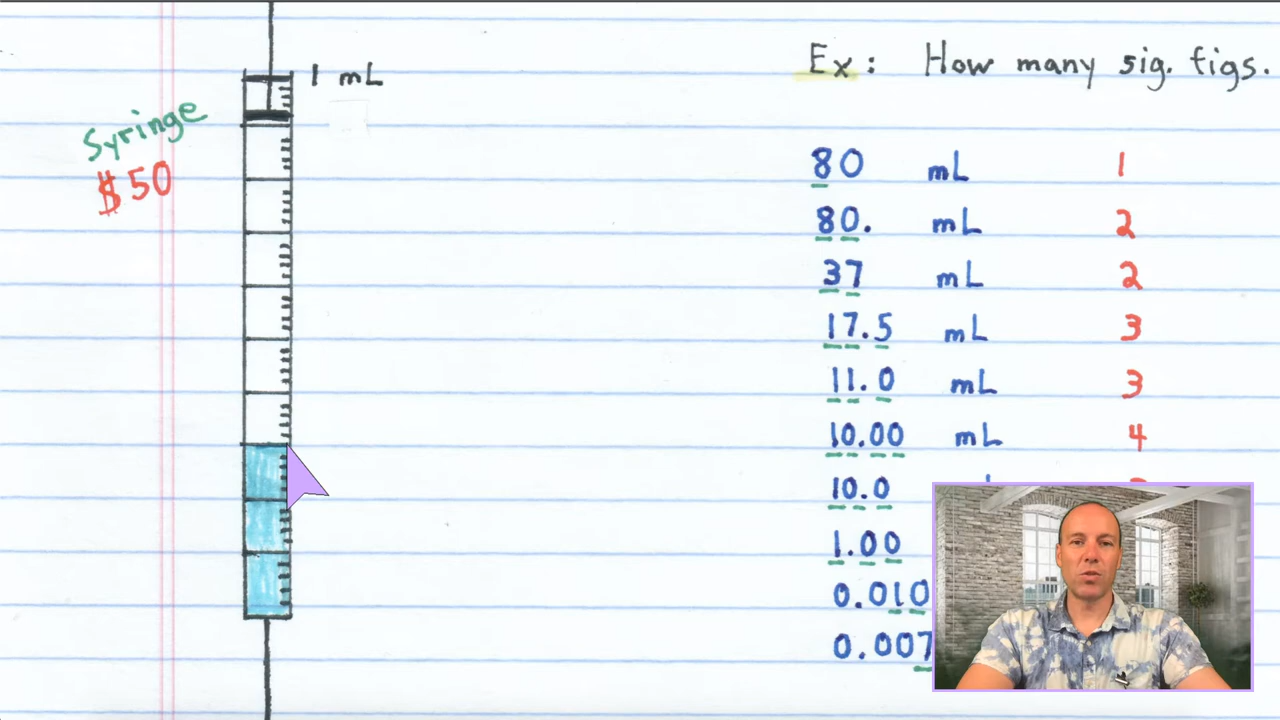 1 mL
Syringe
$50
Ex: How many sig. figs.
80 mL 1
80. mL 2
37 mL 2
17.5 mL 3
11.0 mL 3
10.00 mL 4
10.0
1.00
0.010
0.007